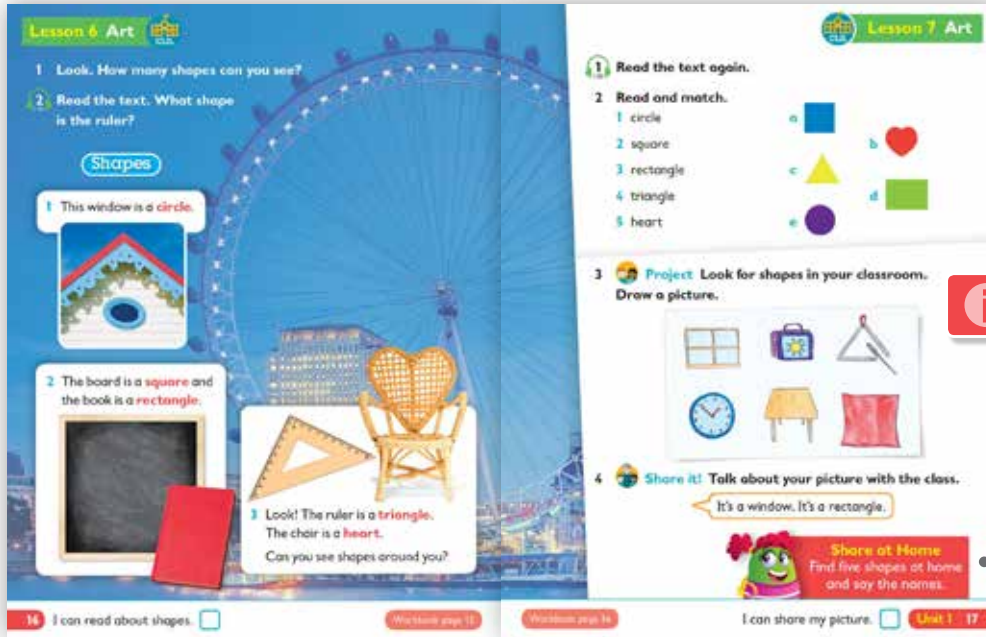 Lesson 6 Art
1 Look. How many shapes can you see?
2 Read the text. What shape
is the ruler?
Shapes
1 This window is a circle.
2 The board is a square and
the book is a rectangle.
3 Look! The ruler is a triangle.
The chair is a heart.
Can you see shapes around you?
16 I can read about shapes.
Workbook page 15
Lesson 7 Art
1 Read the text again.
2 Read and match.
1 circle
2 square
3 rectangle
4 triangle
5 heart
a
b
c
d
e
3 Project Look for shapes in your classroom.
Draw a picture.
4 Share it! Talk about your picture with the class.
It's a window. It's a rectangle.
Share at Home
Find five shapes at home
and say the names.
Workbook page
I can share my picture.
Unit 1 17